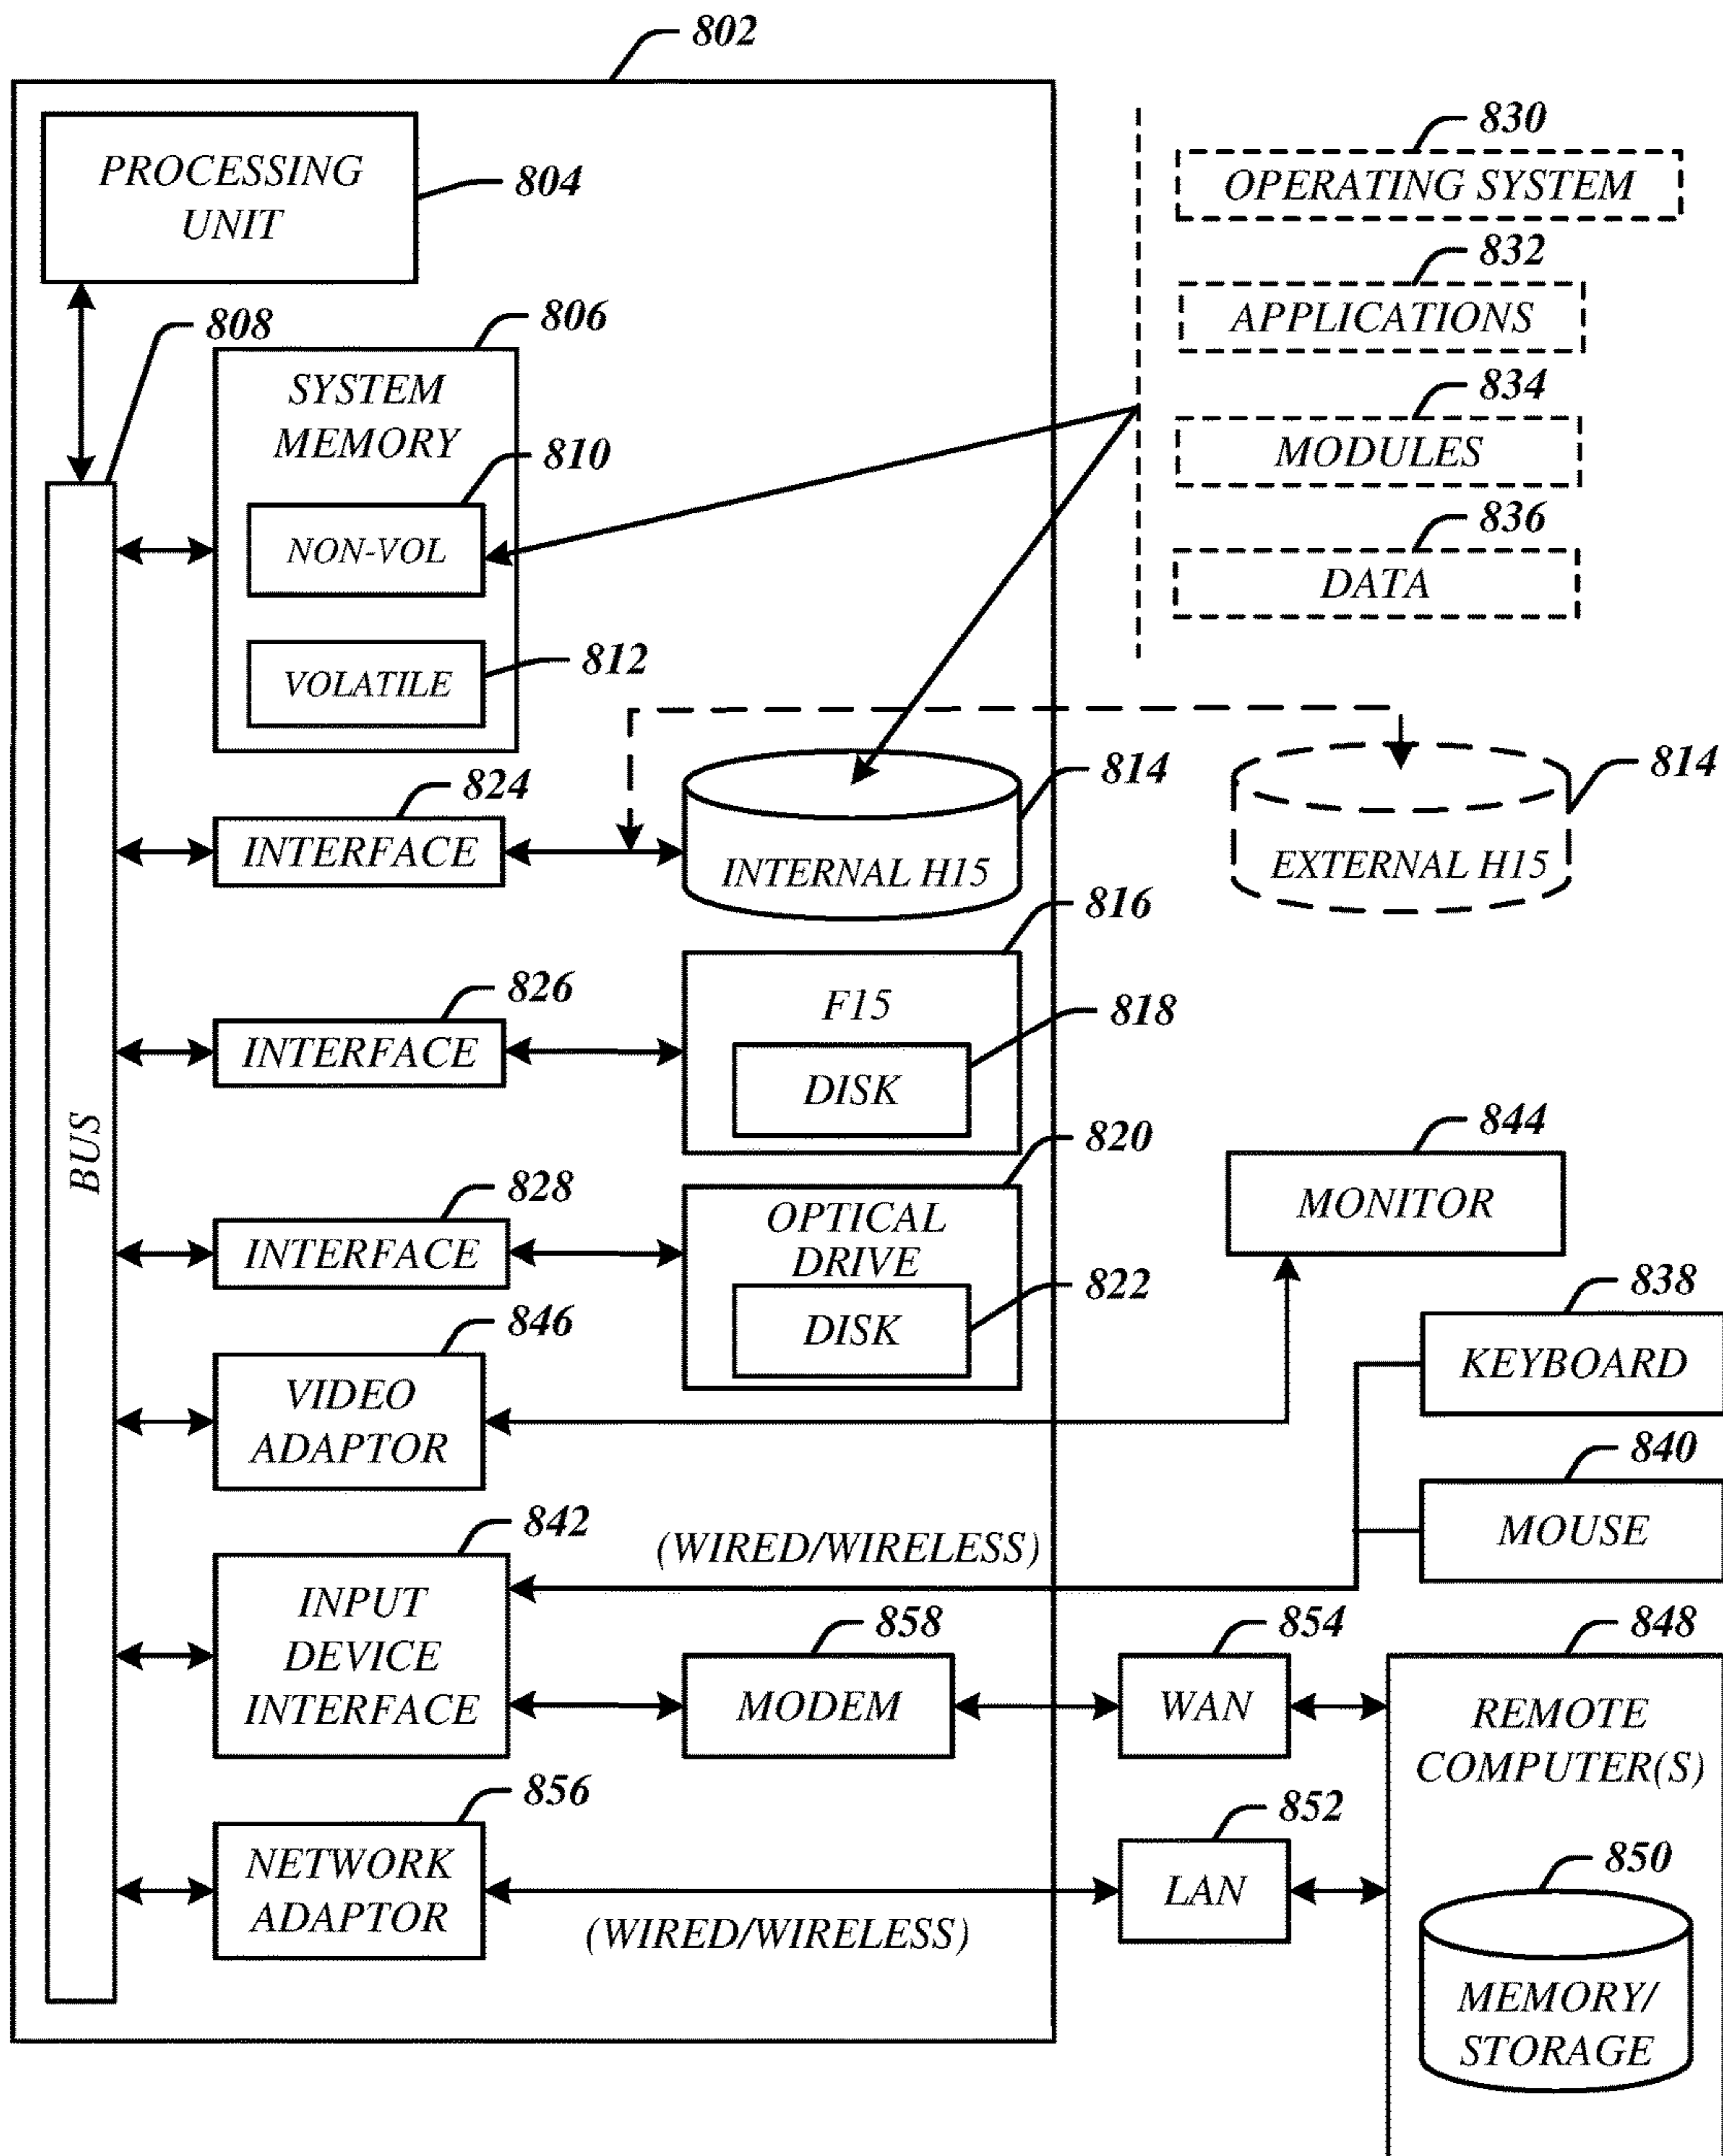 802
PROCESSING
UNIT
804
830
OPERATING SYSTEM
832
APPLICATIONS
834
MODULES
836
DATA
808
806
SYSTEM
MEMORY
810
NON-VOL
812
VOLATILE
824
INTERFACE
814
INTERNAL H15
814
EXTERNAL H15
816
F15
826
INTERFACE
818
DISK
BUS
820
OPTICAL
DRIVE
828
INTERFACE
822
DISK
844
MONITOR
838
KEYBOARD
846
VIDEO
ADAPTOR
840
MOUSE
842
INPUT
DEVICE
INTERFACE
(WIRED/WIRELESS)
858
MODEM
854
WAN
848
REMOTE
COMPUTER(S)
856
NETWORK
ADAPTOR
(WIRED/WIRELESS)
852
LAN
850
MEMORY/
STORAGE